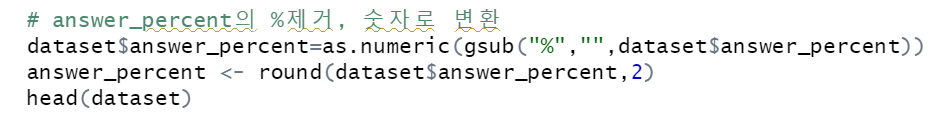 # answer_percent의 %제거, 숫자로 변환
dataset$answer_percent=as.numeric(gsub("%","",dataset$answer_percent))
answer_percent <- round(dataset$answer_percent,2)
head(dataset)